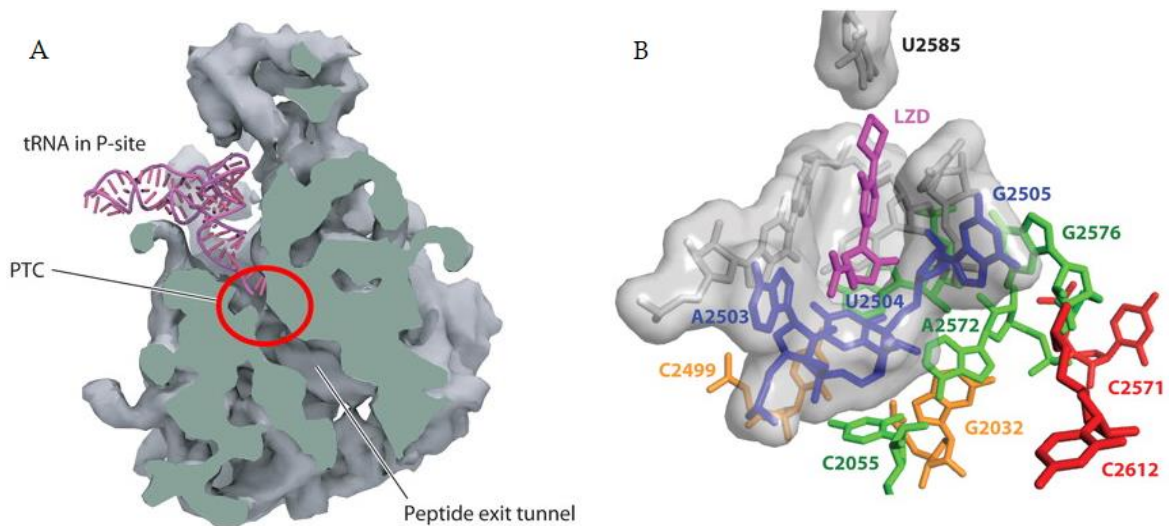 A
tRNA in P-site
PTC
Peptide exit tunnel
B
U2585
LZD
G2505
G2576
A2503
U2504
A2572
C2499
C2571
G2032
C2055
C2612